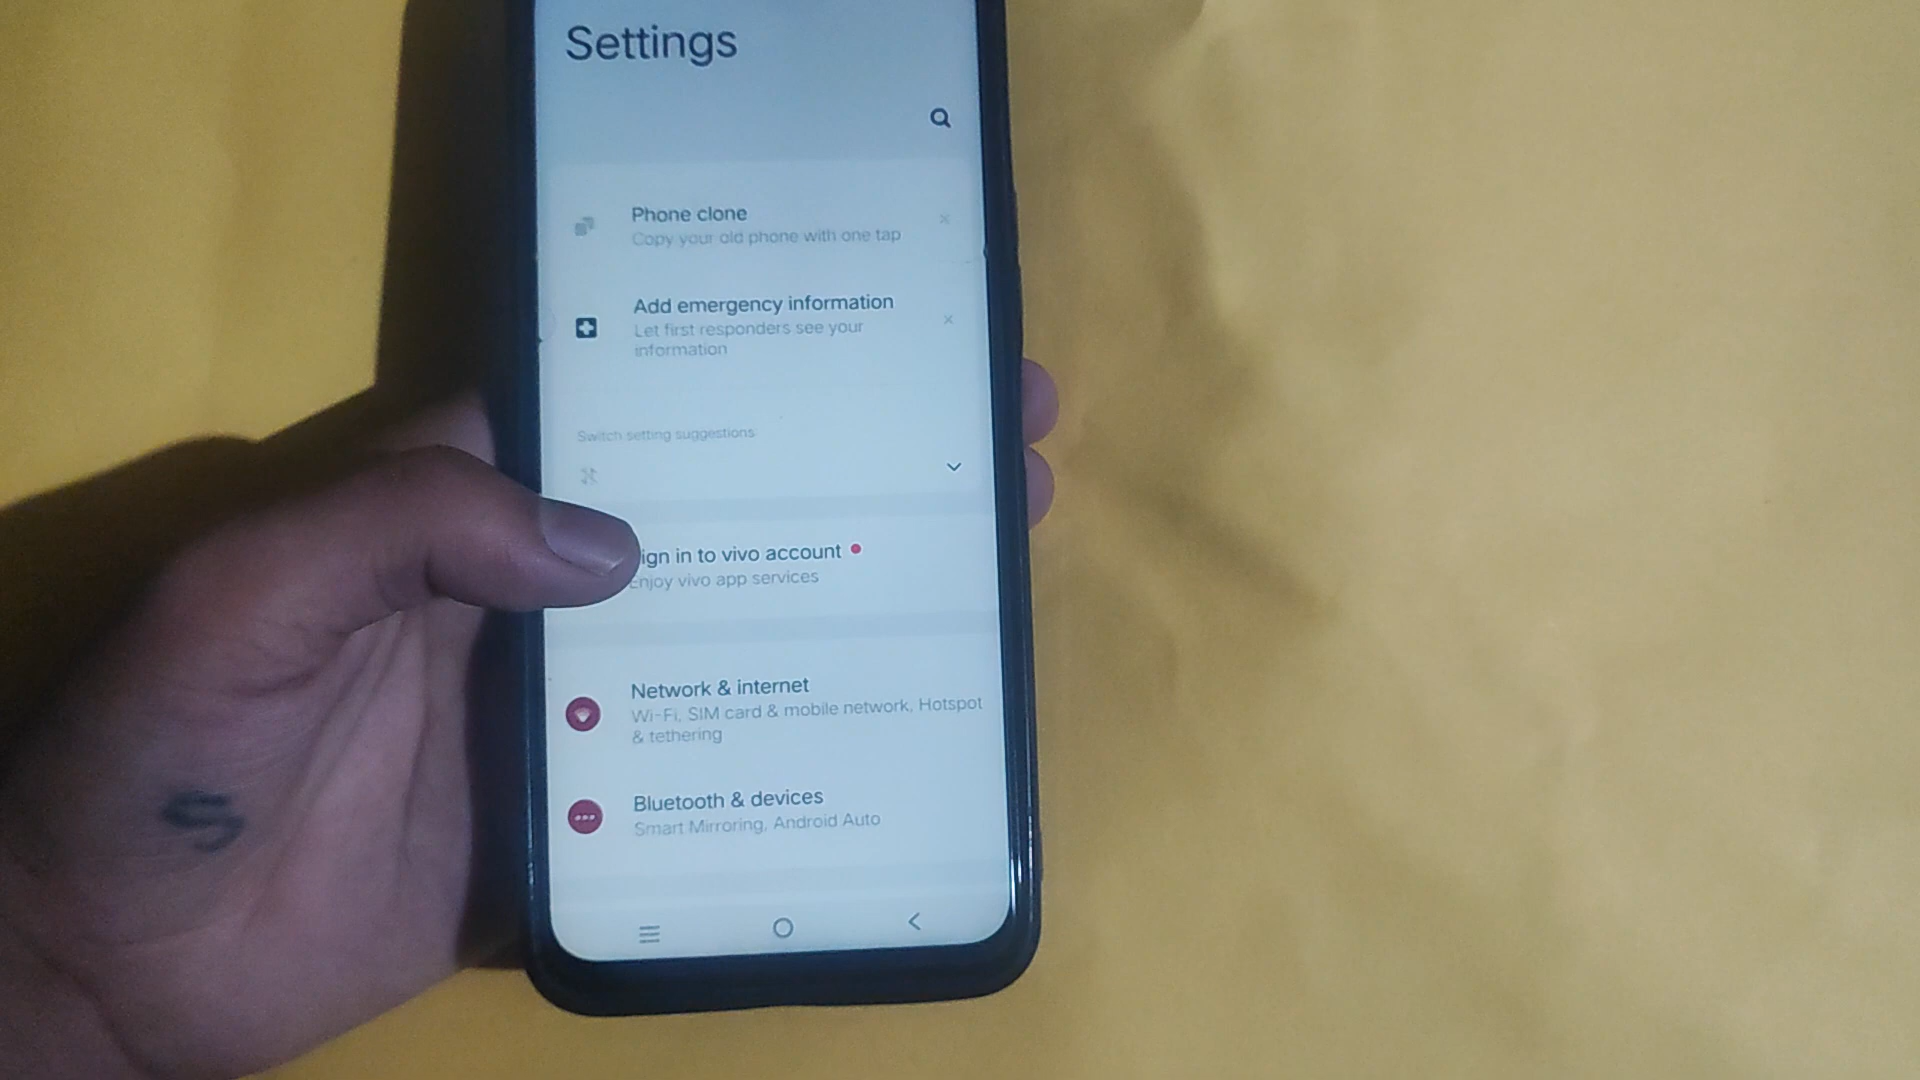 Settings
Phone clone
Copy your old phone with one tap
Add emergency information
Let first responders see your
information
Switch setting suggestions
ign in to vivo account
Enjoy vivo app services
Network & internet
Wi-Fi, SIM card & mobile network, Hotspot
& tethering
Bluetooth & devices
Smart Mirroring, Android Auto
S